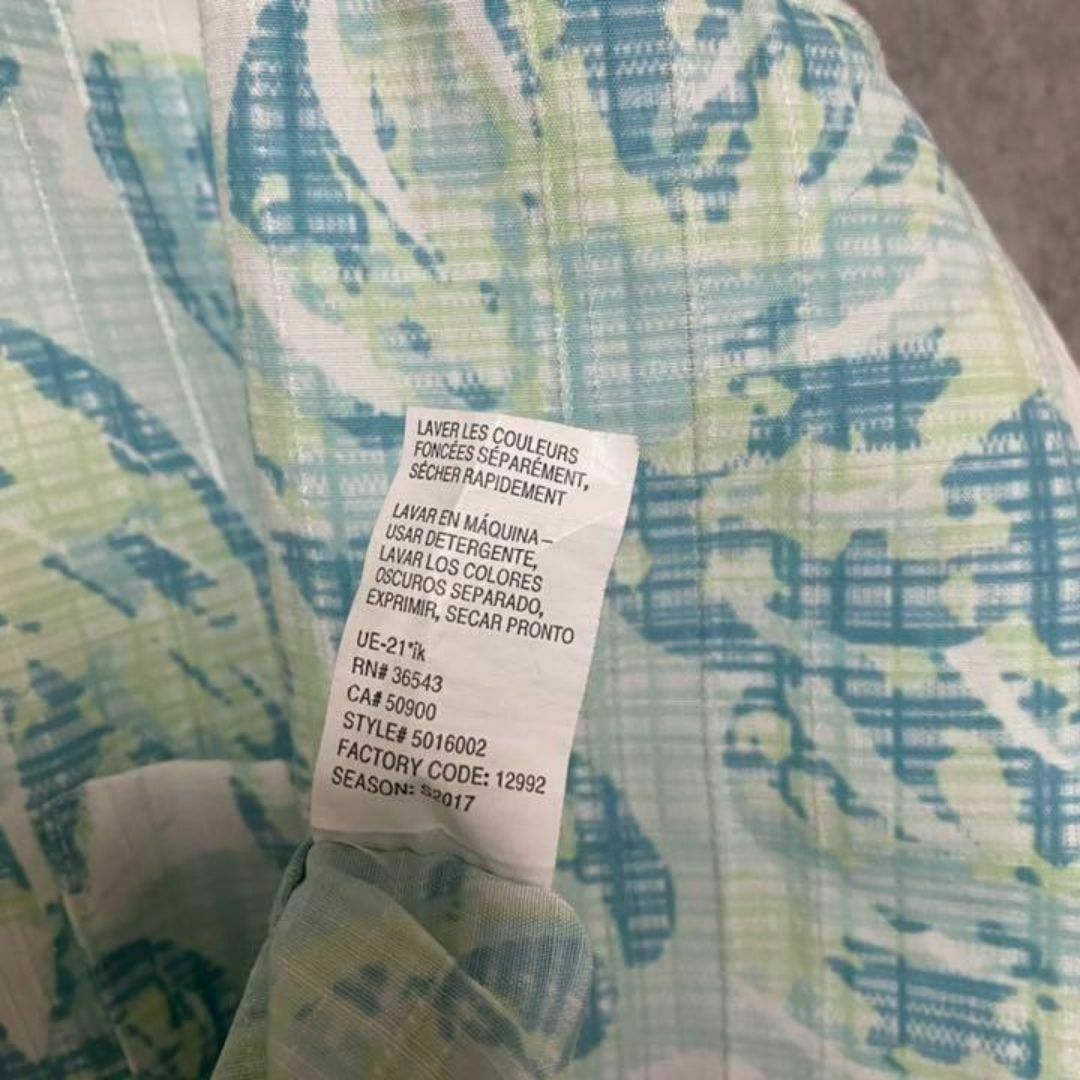 LAVER LES COULEURS
FONCÉES SÉPARÉMENT,
SÉCHER RAPIDEMENT
LAVAR EN MÁQUINA –
USAR DETERGENTE,
LAVAR LOS COLORES
OSCUROS SEPARADO,
EXPRIMIR, SECAR PRONTO
UE-21*ik
RN# 36543
CA# 50900
STYLE# 5016002
FACTORY CODE: 12992
SEASON: S2017